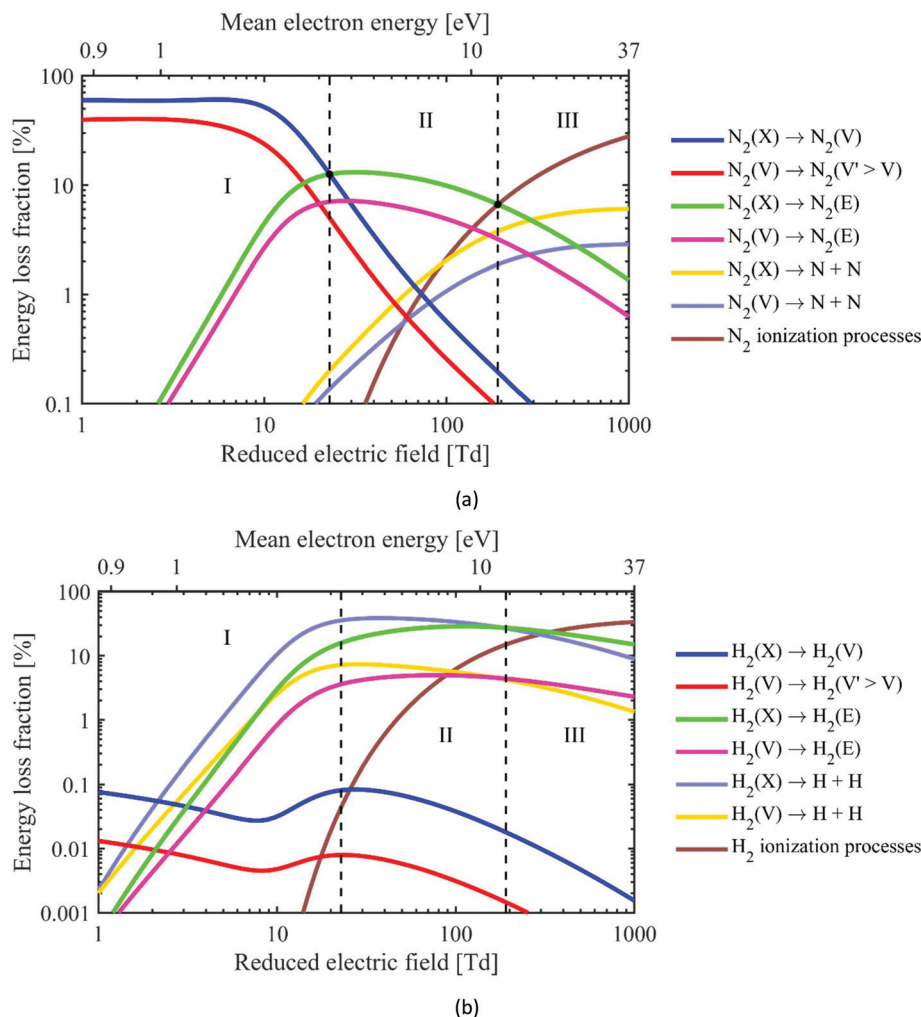 Mean electron energy [eV]
0.9 1 10 37
100
10
1
0.1
Energy loss fraction [%]
I
II
III
1 10 100 1000
Reduced electric field [Td]
N₂(X) → N₂(V)
N₂(V) → N₂(V' > V)
N₂(X) → N₂(E)
N₂(V) → N₂(E)
N₂(X) → N + N
N₂(V) → N + N
N₂ ionization processes
(a)
Mean electron energy [eV]
0.9 1 10 37
100
10
1
0.1
0.01
0.001
Energy loss fraction [%]
I
II
III
1 10 100 1000
Reduced electric field [Td]
H₂(X) → H₂(V)
H₂(V) → H₂(V' > V)
H₂(X) → H₂(E)
H₂(V) → H₂(E)
H₂(X) → H + H
H₂(V) → H + H
H₂ ionization processes
(b)